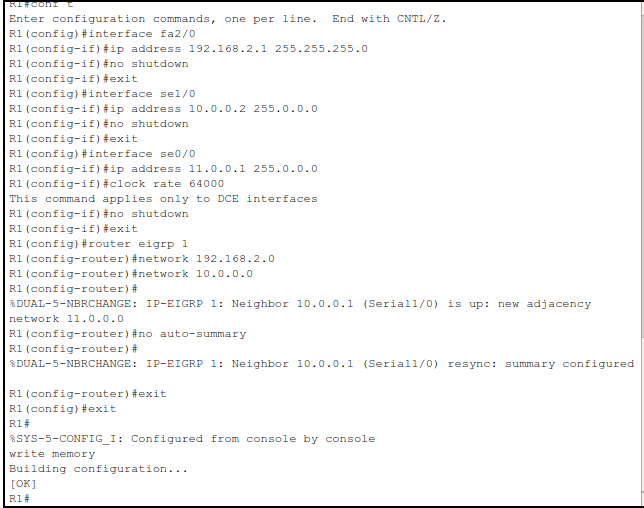 R1#conf t
Enter configuration commands, one per line.  End with CNTL/Z.
R1(config)#interface fa2/0
R1(config-if)#ip address 192.168.2.1 255.255.255.0
R1(config-if)#no shutdown
R1(config-if)#exit
R1(config)#interface se1/0
R1(config-if)#ip address 10.0.0.2 255.0.0.0
R1(config-if)#no shutdown
R1(config-if)#exit
R1(config)#interface se0/0
R1(config-if)#ip address 11.0.0.1 255.0.0.0
R1(config-if)#clock rate 64000
This command applies only to DCE interfaces
R1(config-if)#no shutdown
R1(config-if)#exit
R1(config)#router eigrp 1
R1(config-router)#network 192.168.2.0
R1(config-router)#network 10.0.0.0
R1(config-router)#
%DUAL-5-NBRCHANGE: IP-EIGRP 1: Neighbor 10.0.0.1 (Serial1/0) is up: new adjacency
network 11.0.0.0
R1(config-router)#no auto-summary
R1(config-router)#
%DUAL-5-NBRCHANGE: IP-EIGRP 1: Neighbor 10.0.0.1 (Serial1/0) resync: summary configured
R1(config-router)#exit
R1(config)#exit
R1#
%SYS-5-CONFIG_I: Configured from console by console
write memory
Building configuration...
[OK]
R1#